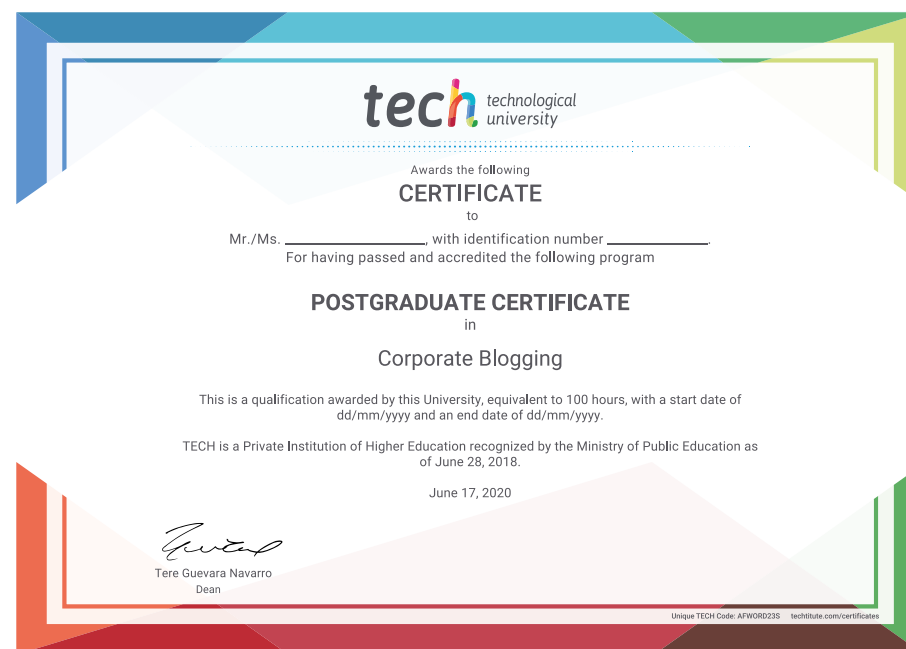 tech technological
university
Awards the following
CERTIFICATE
to
Mr./Ms. ____________________, with identification number ______________.
For having passed and accredited the following program
POSTGRADUATE CERTIFICATE
in
Corporate Blogging
This is a qualification awarded by this University, equivalent to 100 hours, with a start date of
dd/mm/yyyy and an end date of dd/mm/yyyy.
TECH is a Private Institution of Higher Education recognized by the Ministry of Public Education as
of June 28, 2018.
June 17, 2020
Tere Guevara Navarro
Dean
Unique TECH Code: AFWORD23S techtitute.com/certificates